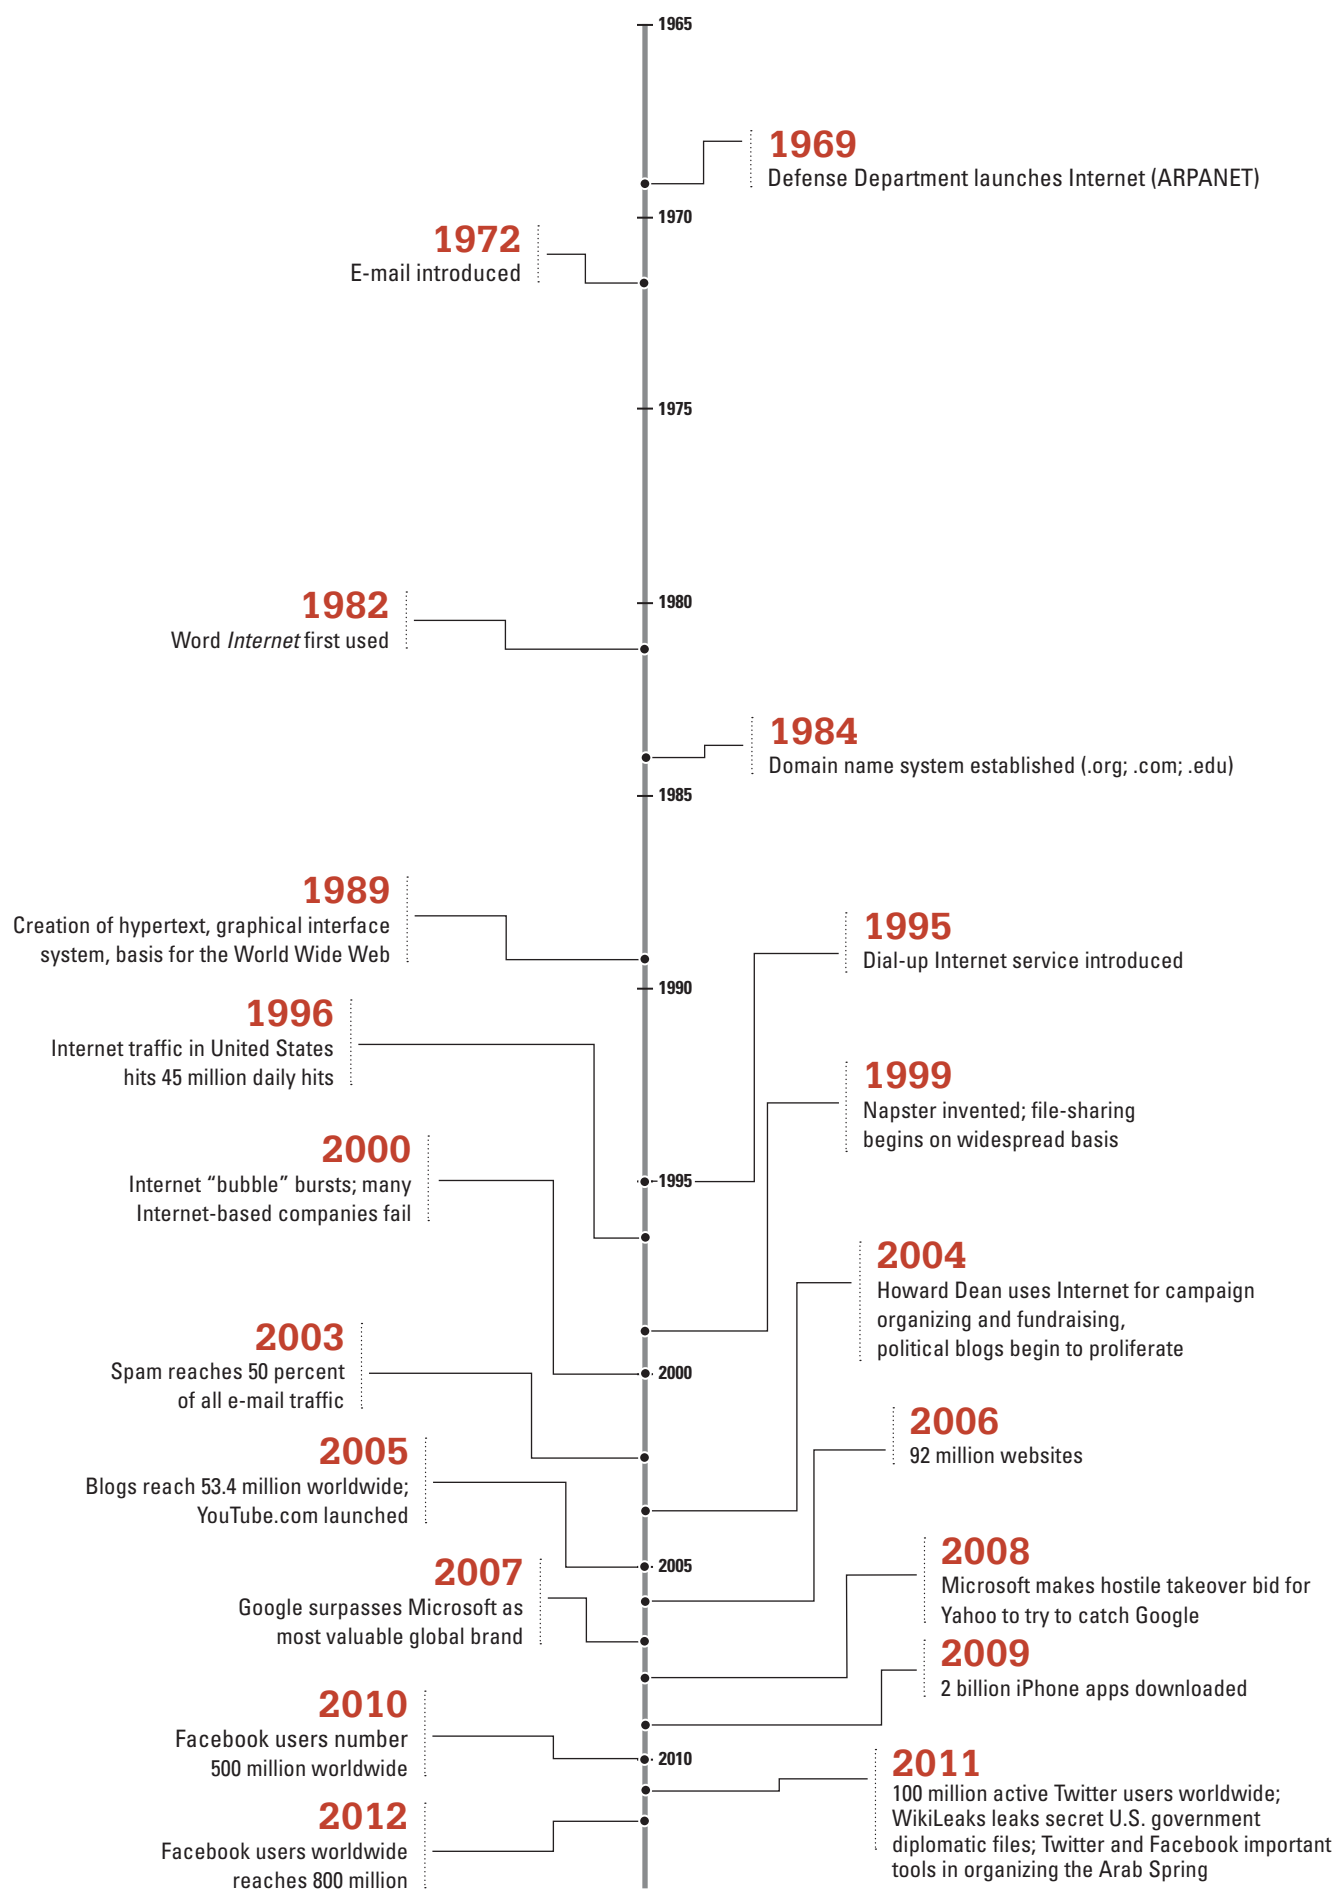 1965
1969
Defense Department launches Internet (ARPANET)
1970
1972
E-mail introduced
1975
1980
1982
Word Internet first used
1984
Domain name system established (.org; .com; .edu)
1985
1989
Creation of hypertext, graphical interface
system, basis for the World Wide Web
1995
Dial-up Internet service introduced
1990
1996
Internet traffic in United States
hits 45 million daily hits
1999
Napster invented; file-sharing
begins on widespread basis
2000
Internet “bubble” bursts; many
Internet-based companies fail
1995
2004
Howard Dean uses Internet for campaign
organizing and fundraising,
political blogs begin to proliferate
2003
Spam reaches 50 percent
of all e-mail traffic
2000
2006
92 million websites
2005
Blogs reach 53.4 million worldwide;
YouTube.com launched
2005
2008
Microsoft makes hostile takeover bid for
Yahoo to try to catch Google
2007
Google surpasses Microsoft as
most valuable global brand
2009
2 billion iPhone apps downloaded
2010
Facebook users number
500 million worldwide
2010
2011
100 million active Twitter users worldwide;
WikiLeaks leaks secret U.S. government
diplomatic files; Twitter and Facebook important
tools in organizing the Arab Spring
2012
Facebook users worldwide
reaches 800 million